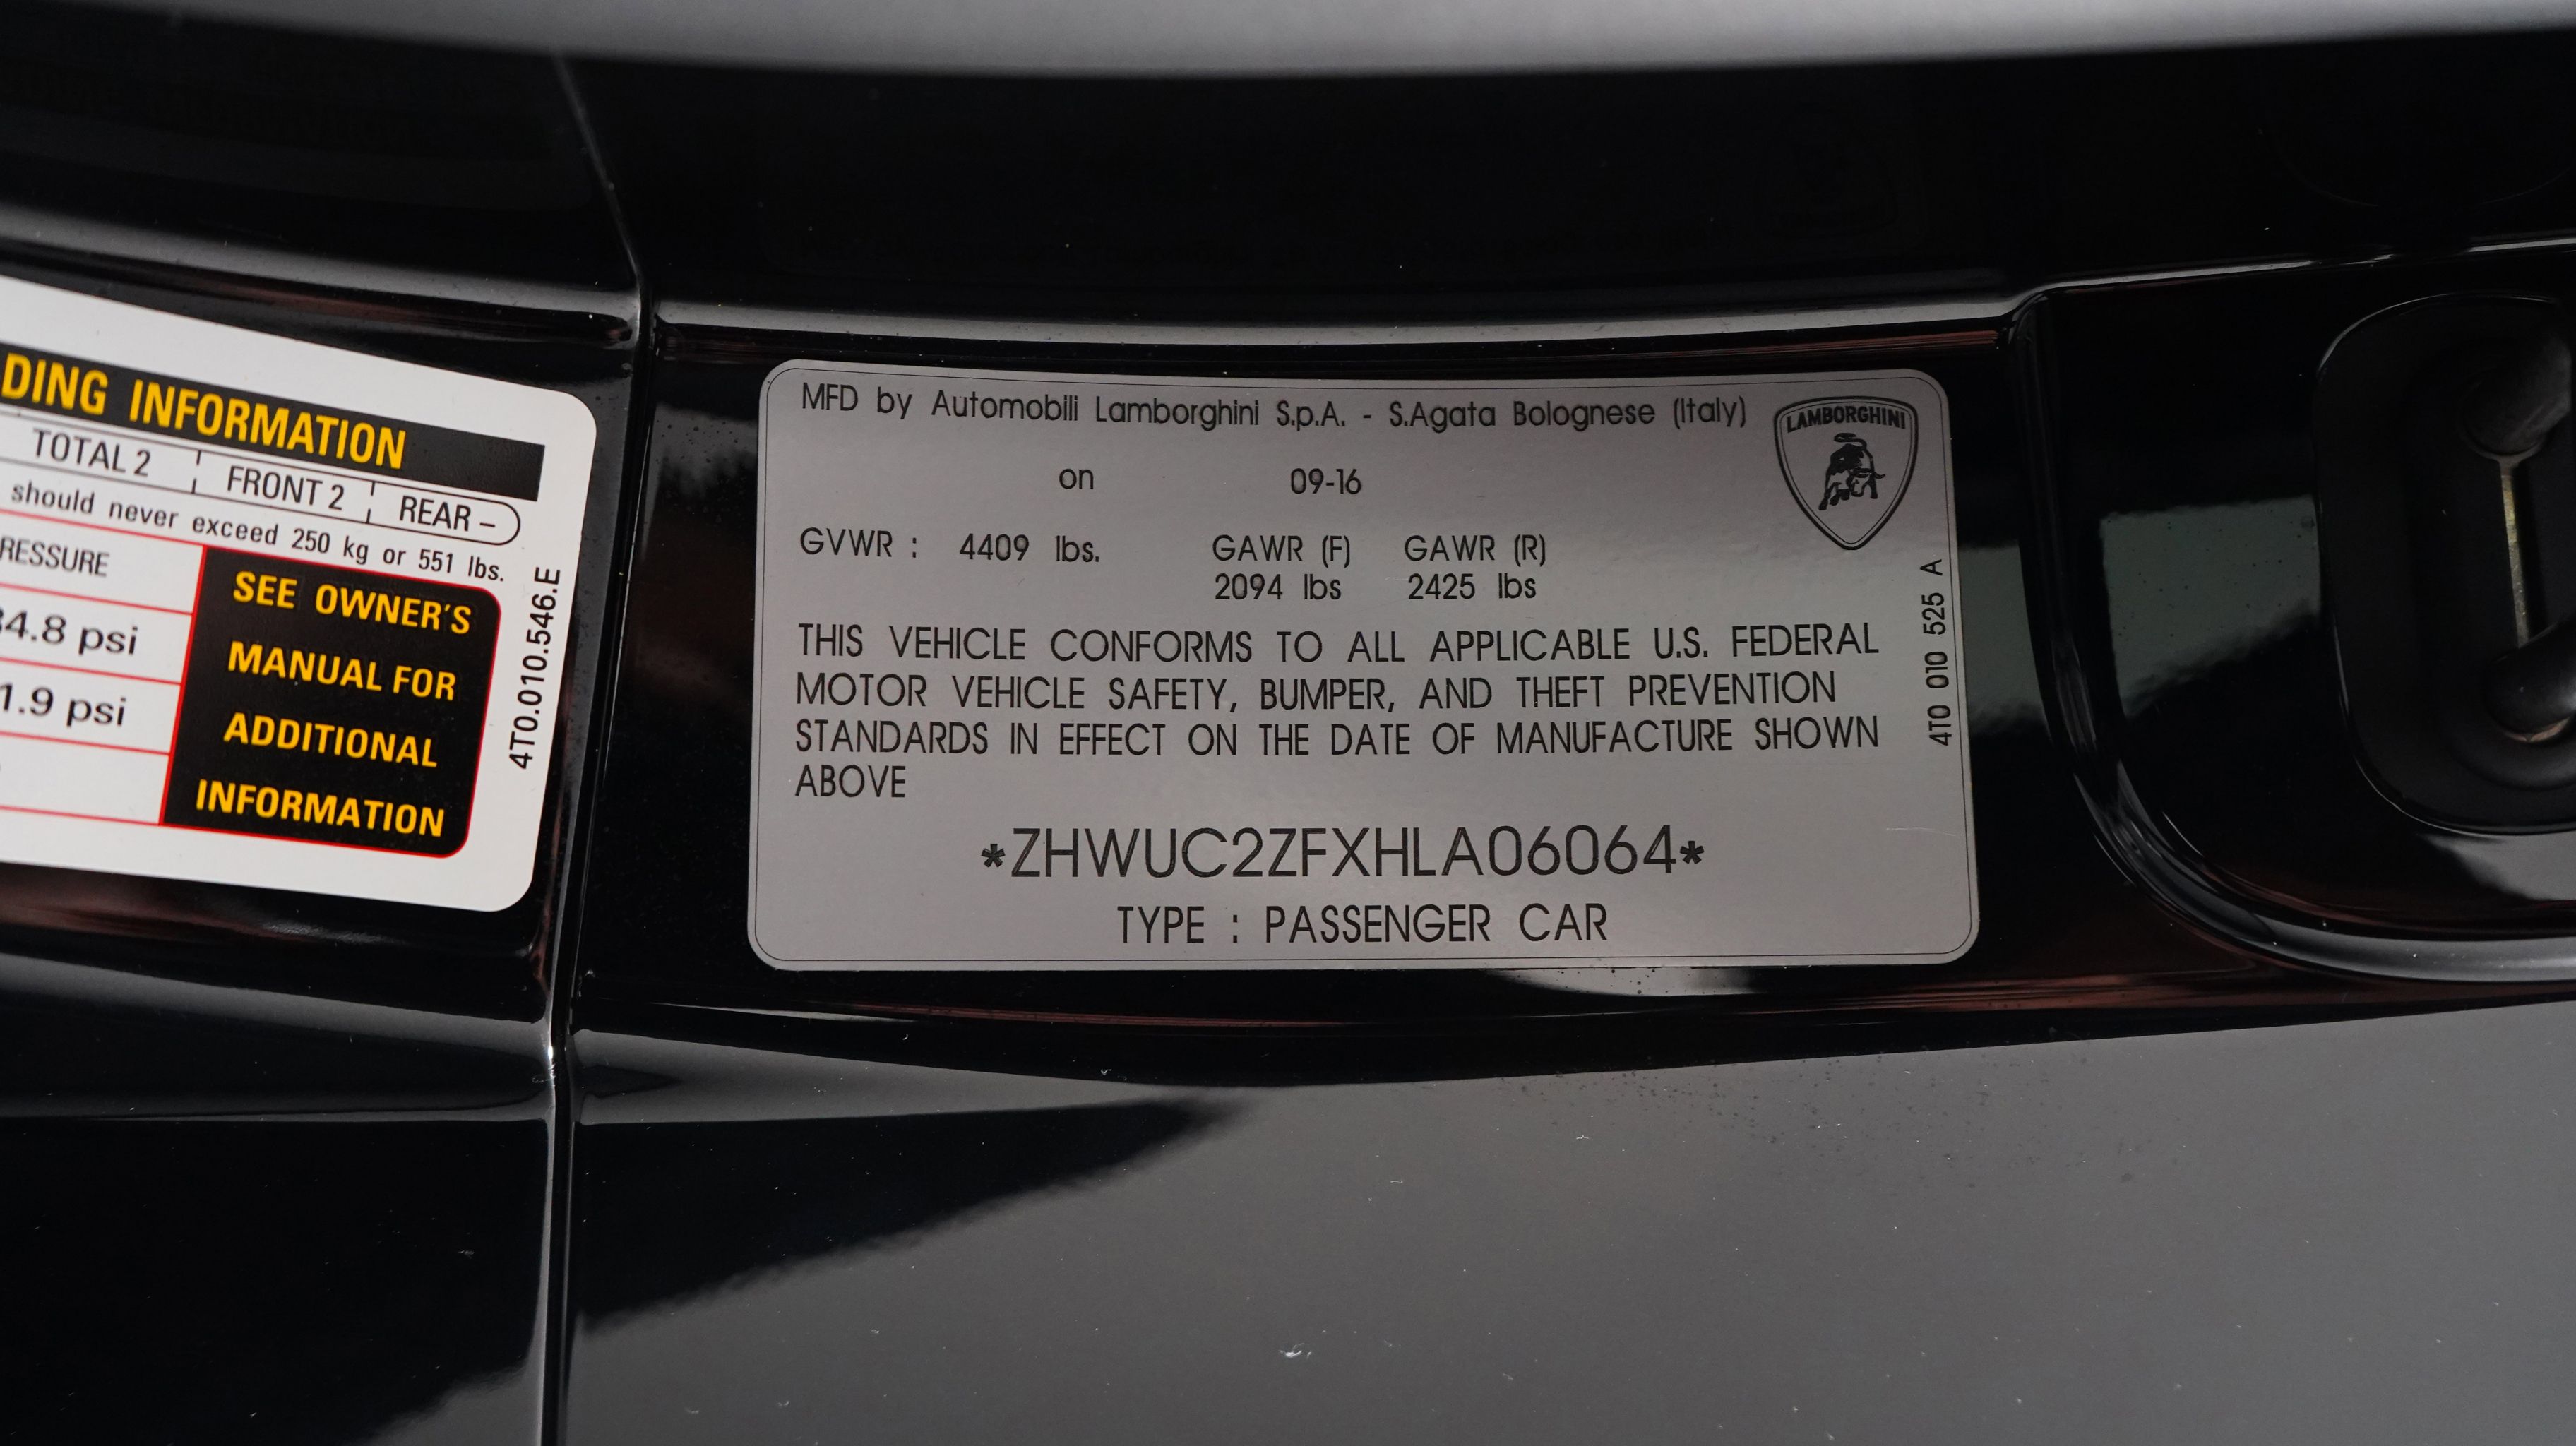 DING INFORMATION
TOTAL 2 FRONT 2 REAR –
should never exceed 250 kg or 551 lbs.
RESSURE
34.8 psi
1.9 psi
SEE OWNER'S
MANUAL FOR
ADDITIONAL
INFORMATION
4T0.010.546.E
MFD by Automobili Lamborghini S.p.A. - S.Agata Bolognese (Italy)
LAMBORGHINI
on 09-16
GVWR : 4409 lbs. GAWR (F) GAWR (R)
2094 lbs 2425 lbs
THIS VEHICLE CONFORMS TO ALL APPLICABLE U.S. FEDERAL
MOTOR VEHICLE SAFETY, BUMPER, AND THEFT PREVENTION
STANDARDS IN EFFECT ON THE DATE OF MANUFACTURE SHOWN
ABOVE
*ZHWUC2ZFXHLA06064*
TYPE : PASSENGER CAR
4T0 010 525 A